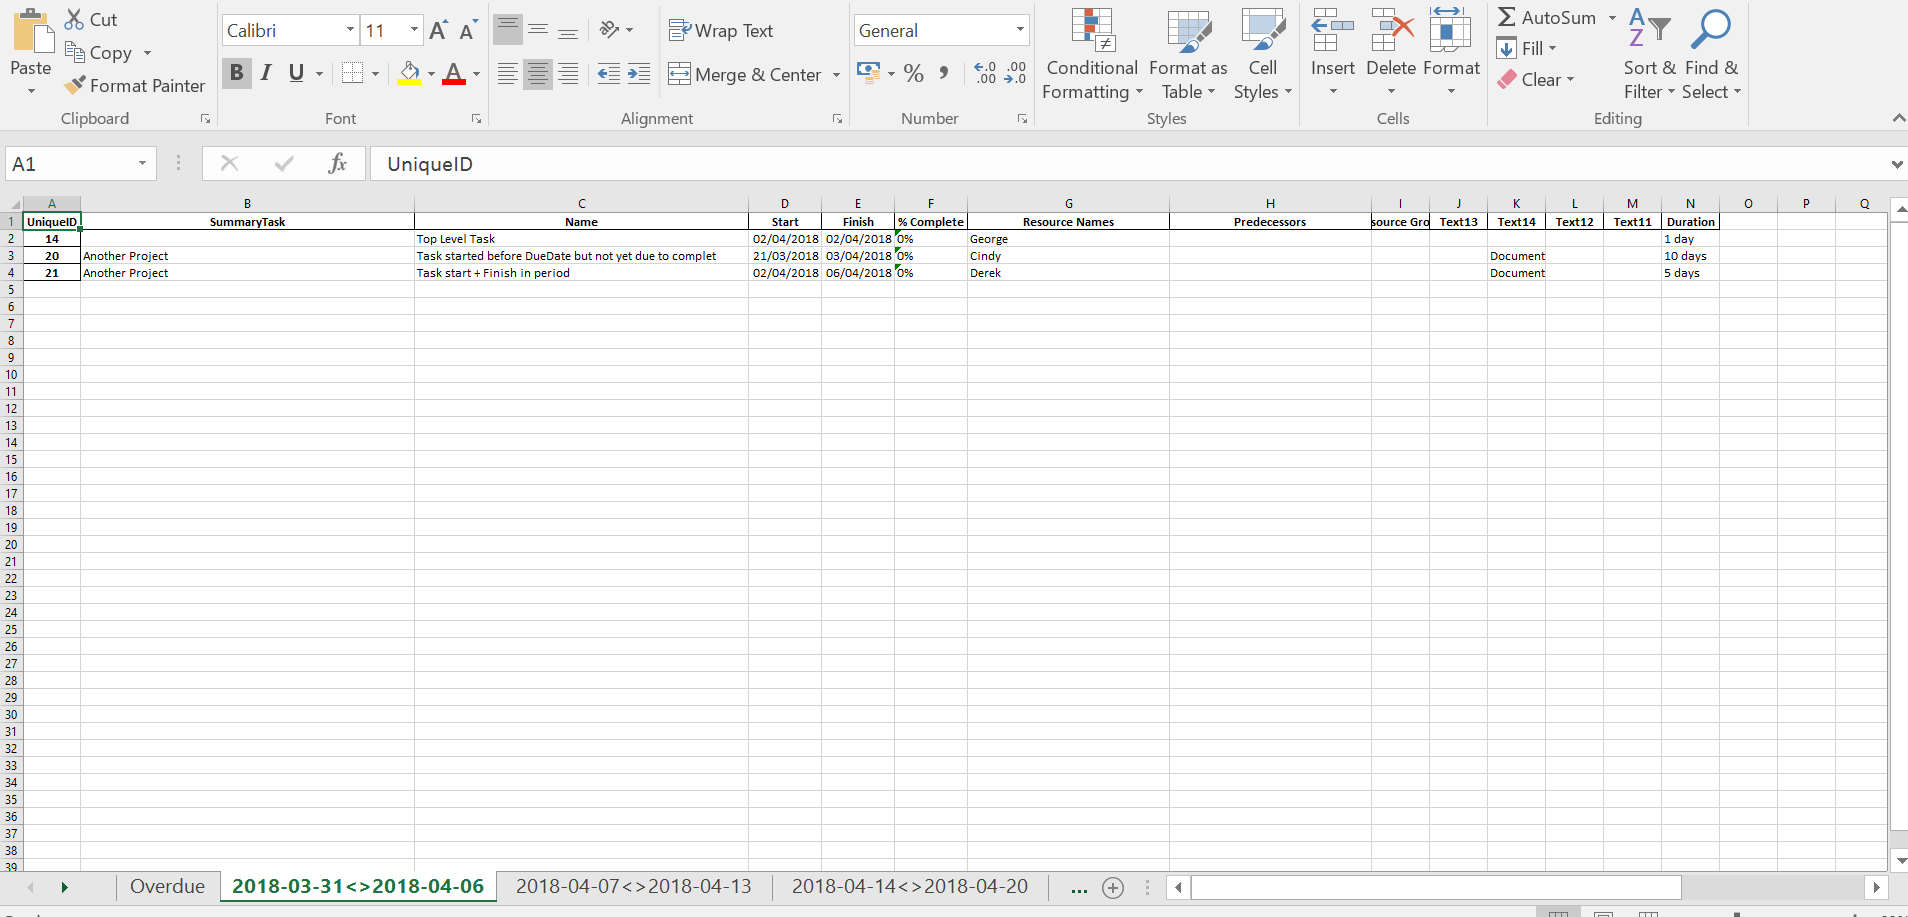 Cut
Copy
Format Painter
Paste
Clipboard
Calibri 11 A A
B I U A
Font
Wrap Text
Merge & Center
Alignment
General
% , .0 .00 .00 .0
Number
Conditional Formatting
Format as Table
Cell Styles
Styles
Insert Delete Format
Cells
AutoSum
Fill
Clear
Sort & Filter
Find & Select
Editing
A1 fx UniqueID
A B C D E F G H I J K L M N O P Q
1 UniqueID SummaryTask Name Start Finish % Complete Resource Names Predecessors source Gro Text13 Text14 Text12 Text11 Duration
2 14 Top Level Task 02/04/2018 02/04/2018 0% George 1 day
3 20 Another Project Task started before DueDate but not yet due to complet 21/03/2018 03/04/2018 0% Cindy Document 10 days
4 21 Another Project Task start + Finish in period 02/04/2018 06/04/2018 0% Derek Document 5 days
5
6
7
8
9
10
11
12
13
14
15
16
17
18
19
20
21
22
23
24
25
26
27
28
29
30
31
32
33
34
35
36
37
38
39
Overdue 2018-03-31<>2018-04-06 2018-04-07<>2018-04-13 2018-04-14<>2018-04-20 ...